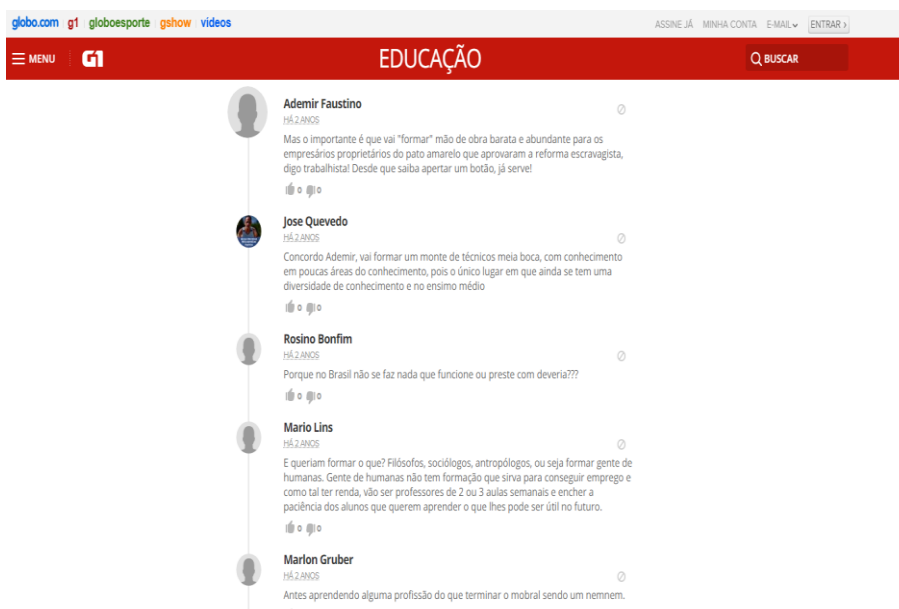 globo.com g1 globoesporte gshow videos
ASSINE JÁ MINHA CONTA E-MAIL ENTRAR ›
MENU G1 EDUCAÇÃO BUSCAR
Ademir Faustino
HÁ 2 ANOS
Mas o importante é que vai "formar" mão de obra barata e abundante para os
empresários proprietários do pato amarelo que aprovaram a reforma escravagista,
digo trabalhista! Desde que saiba apertar um botão, já serve!
0 0
Jose Quevedo
HÁ 2 ANOS
Concordo Ademir, vai formar um monte de técnicos meia boca, com conhecimento
em poucas áreas do conhecimento, pois o único lugar em que ainda se tem uma
diversidade de conhecimento e no ensimo médio
0 0
Rosino Bonfim
HÁ 2 ANOS
Porque no Brasil não se faz nada que funcione ou preste com deveria???
0 0
Mario Lins
HÁ 2 ANOS
E queriam formar o que? Filósofos, sociólogos, antropólogos, ou seja formar gente de
humanas. Gente de humanas não tem formação que sirva para conseguir emprego e
como tal ter renda, vão ser professores de 2 ou 3 aulas semanais e encher a
paciência dos alunos que querem aprender o que lhes pode ser útil no futuro.
0 0
Marlon Gruber
HÁ 2 ANOS
Antes aprendendo alguma profissão do que terminar o mobral sendo um nemnem.